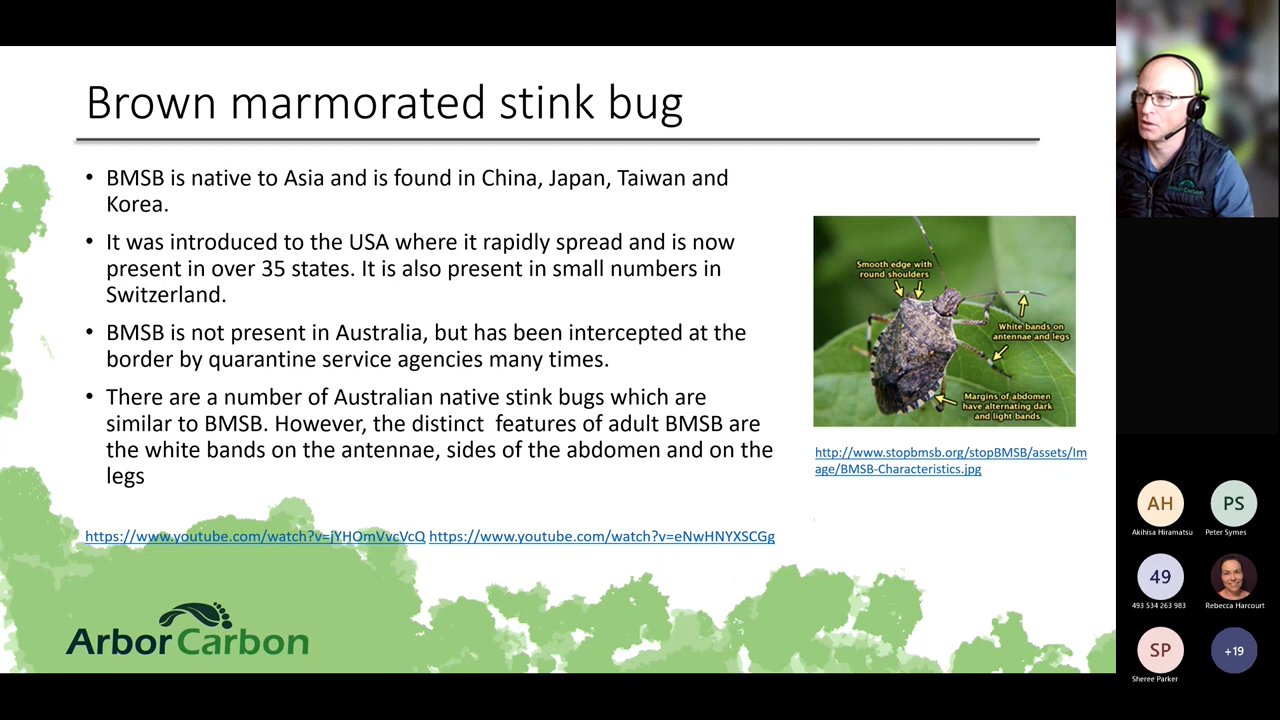 Brown marmorated stink bug
• BMSB is native to Asia and is found in China, Japan, Taiwan and
Korea.
• It was introduced to the USA where it rapidly spread and is now
present in over 35 states. It is also present in small numbers in
Switzerland.
• BMSB is not present in Australia, but has been intercepted at the
border by quarantine service agencies many times.
• There are a number of Australian native stink bugs which are
similar to BMSB. However, the distinct  features of adult BMSB are
the white bands on the antennae, sides of the abdomen and on the
legs
https://www.youtube.com/watch?v=jYHOmVvcVcQ https://www.youtube.com/watch?v=eNwHNYXSCGg
Smooth edge with
round shoulders
White bands on
antennae and legs
Margins of abdomen
have alternating dark
and light bands
http://www.stopbmsb.org/stopBMSB/assets/Im
age/BMSB-Characteristics.jpg
ArborCarbon
ArborCarbon
AH
Akihisa Hiramatsu
PS
Peter Symes
49
493 534 263 983
Rebecca Harcourt
SP
Sheree Parker
+19